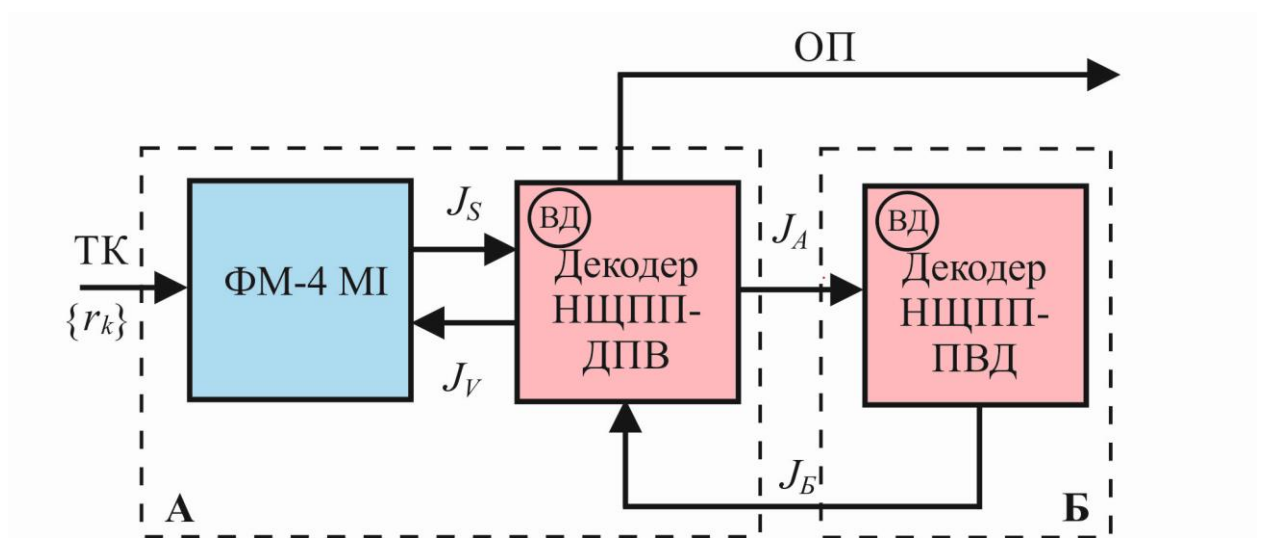 ОП
ТК
{r_k}
ФМ-4 MI
J_S
J_V
ВД
Декодер
НЩПП-
ДПВ
J_A
ВД
Декодер
НЩПП-
ПВД
J_Б
А
Б